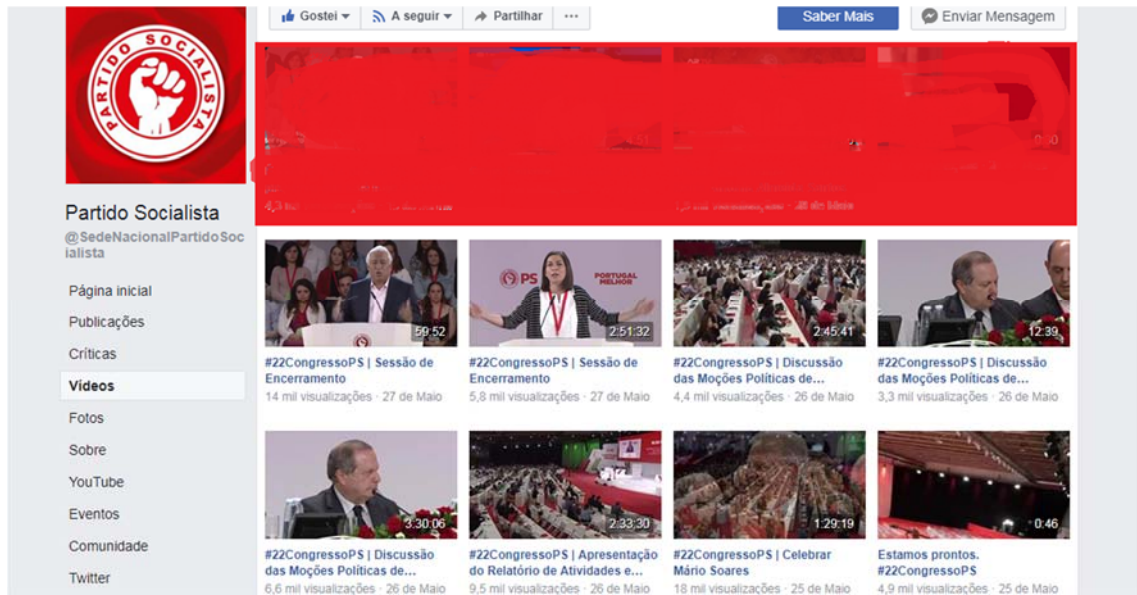 Gostei
A seguir
Partilhar
Saber Mais
Enviar Mensagem
PARTIDO SOCIALISTA
Partido Socialista
@SedeNacionalPartidoSoc
ialista
Página inicial
Publicações
Críticas
Vídeos
Fotos
Sobre
YouTube
Eventos
Comunidade
Twitter
0:30
25 de Maio
59:52
#22CongressoPS | Sessão de
Encerramento
14 mil visualizações · 27 de Maio
PS
PORTUGAL
MELHOR
2:51:32
#22CongressoPS | Sessão de
Encerramento
5,8 mil visualizações · 27 de Maio
2:45:41
#22CongressoPS | Discussão
das Moções Políticas de...
4,4 mil visualizações · 26 de Maio
12:39
#22CongressoPS | Discussão
das Moções Políticas de...
3,3 mil visualizações · 26 de Maio
3:30:06
#22CongressoPS | Discussão
das Moções Políticas de...
6,6 mil visualizações · 26 de Maio
2:33:30
#22CongressoPS | Apresentação
do Relatório de Atividades e...
9,5 mil visualizações · 26 de Maio
1:29:19
#22CongressoPS | Celebrar
Mário Soares
18 mil visualizações · 25 de Maio
0:46
Estamos prontos.
#22CongressoPS
4,9 mil visualizações · 25 de Maio